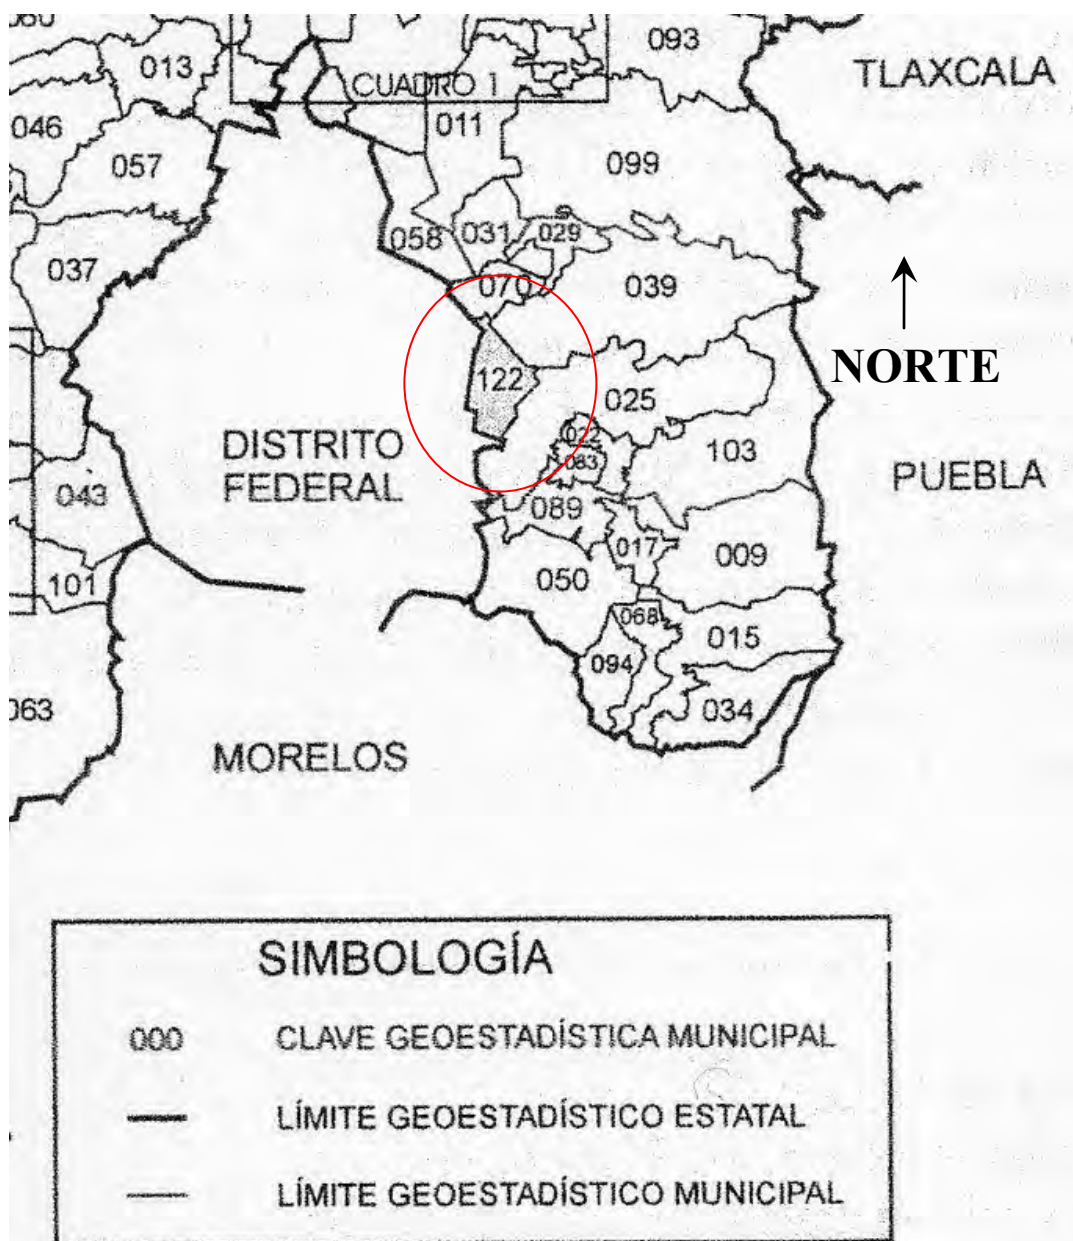 093
013
TLAXCALA
CUADRO 1
046
011
057
099
058
031
029
037
070
039
NORTE
122
025
022
DISTRITO
FEDERAL
083
103
PUEBLA
043
089
017
009
050
101
068
015
094
063
034
MORELOS
SIMBOLOGÍA
000 CLAVE GEOESTADÍSTICA MUNICIPAL
LÍMITE GEOESTADÍSTICO ESTATAL
LÍMITE GEOESTADÍSTICO MUNICIPAL